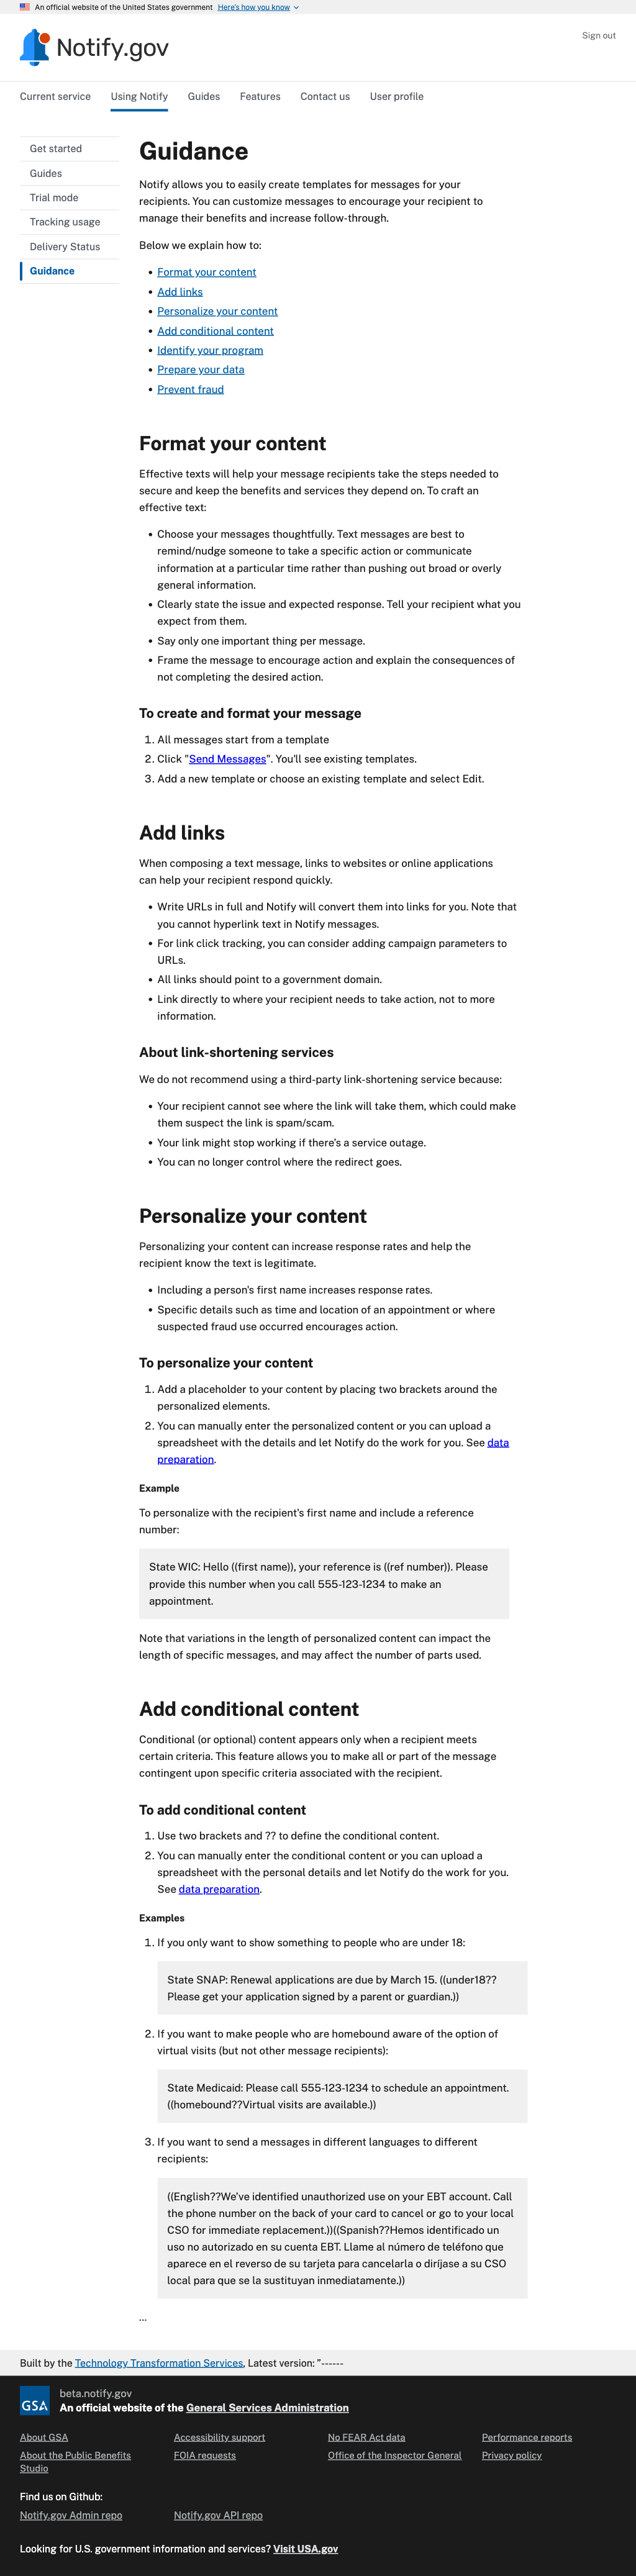 An official website of the United States government Here's how you know
Notify.gov
Sign out
Current service Using Notify Guides Features Contact us User profile
Get started
Guides
Trial mode
Tracking usage
Delivery Status
Guidance
Guidance
Notify allows you to easily create templates for messages for your
recipients. You can customize messages to encourage your recipient to
manage their benefits and increase follow-through.
Below we explain how to:
• Format your content
• Add links
• Personalize your content
• Add conditional content
• Identify your program
• Prepare your data
• Prevent fraud
Format your content
Effective texts will help your message recipients take the steps needed to
secure and keep the benefits and services they depend on. To craft an
effective text:
• Choose your messages thoughtfully. Text messages are best to
remind/nudge someone to take a specific action or communicate
information at a particular time rather than pushing out broad or overly
general information.
• Clearly state the issue and expected response. Tell your recipient what you
expect from them.
• Say only one important thing per message.
• Frame the message to encourage action and explain the consequences of
not completing the desired action.
To create and format your message
1. All messages start from a template
2. Click "Send Messages". You'll see existing templates.
3. Add a new template or choose an existing template and select Edit.
Add links
When composing a text message, links to websites or online applications
can help your recipient respond quickly.
• Write URLs in full and Notify will convert them into links for you. Note that
you cannot hyperlink text in Notify messages.
• For link click tracking, you can consider adding campaign parameters to
URLs.
• All links should point to a government domain.
• Link directly to where your recipient needs to take action, not to more
information.
About link-shortening services
We do not recommend using a third-party link-shortening service because:
• Your recipient cannot see where the link will take them, which could make
them suspect the link is spam/scam.
• Your link might stop working if there's a service outage.
• You can no longer control where the redirect goes.
Personalize your content
Personalizing your content can increase response rates and help the
recipient know the text is legitimate.
• Including a person's first name increases response rates.
• Specific details such as time and location of an appointment or where
suspected fraud use occurred encourages action.
To personalize your content
1. Add a placeholder to your content by placing two brackets around the
personalized elements.
2. You can manually enter the personalized content or you can upload a
spreadsheet with the details and let Notify do the work for you. See data
preparation.
Example
To personalize with the recipient's first name and include a reference
number:
State WIC: Hello ((first name)), your reference is ((ref number)). Please
provide this number when you call 555-123-1234 to make an
appointment.
Note that variations in the length of personalized content can impact the
length of specific messages, and may affect the number of parts used.
Add conditional content
Conditional (or optional) content appears only when a recipient meets
certain criteria. This feature allows you to make all or part of the message
contingent upon specific criteria associated with the recipient.
To add conditional content
1. Use two brackets and ?? to define the conditional content.
2. You can manually enter the conditional content or you can upload a
spreadsheet with the personal details and let Notify do the work for you.
See data preparation.
Examples
1. If you only want to show something to people who are under 18:
State SNAP: Renewal applications are due by March 15. ((under18??
Please get your application signed by a parent or guardian.))
2. If you want to make people who are homebound aware of the option of
virtual visits (but not other message recipients):
State Medicaid: Please call 555-123-1234 to schedule an appointment.
((homebound??Virtual visits are available.))
3. If you want to send a messages in different languages to different
recipients:
((English??We've identified unauthorized use on your EBT account. Call
the phone number on the back of your card to cancel or go to your local
CSO for immediate replacement.))((Spanish??Hemos identificado un
uso no autorizado en su cuenta EBT. Llame al número de teléfono que
aparece en el reverso de su tarjeta para cancelarla o diríjase a su CSO
local para que se la sustituyan inmediatamente.))
...
Built by the Technology Transformation Services, Latest version: "------
GSA
beta.notify.gov
An official website of the General Services Administration
About GSA Accessibility support No FEAR Act data Performance reports
About the Public Benefits
Studio
FOIA requests Office of the Inspector General Privacy policy
Find us on Github:
Notify.gov Admin repo Notify.gov API repo
Looking for U.S. government information and services? Visit USA.gov